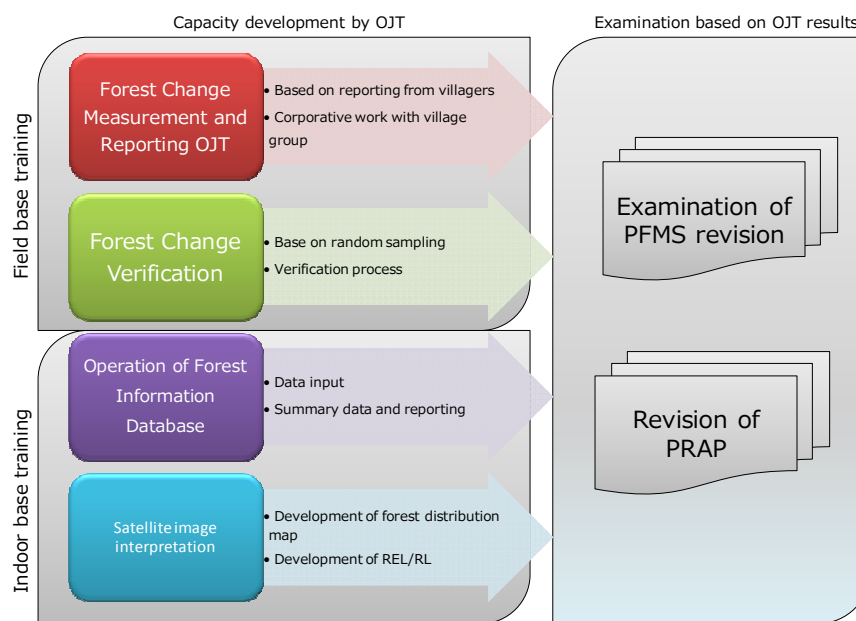 Capacity development by OJT
Examination based on OJT results
Field base training
Forest Change
Measurement and
Reporting OJT
• Based on reporting from villagers
• Corporative work with village
group
Forest Change
Verification
• Base on random sampling
• Verification process
Indoor base training
Operation of Forest
Information
Database
• Data input
• Summary data and reporting
Satellite image
interpretation
• Development of forest distribution
map
• Development of REL/RL
Examination of
PFMS revision
Revision of
PRAP